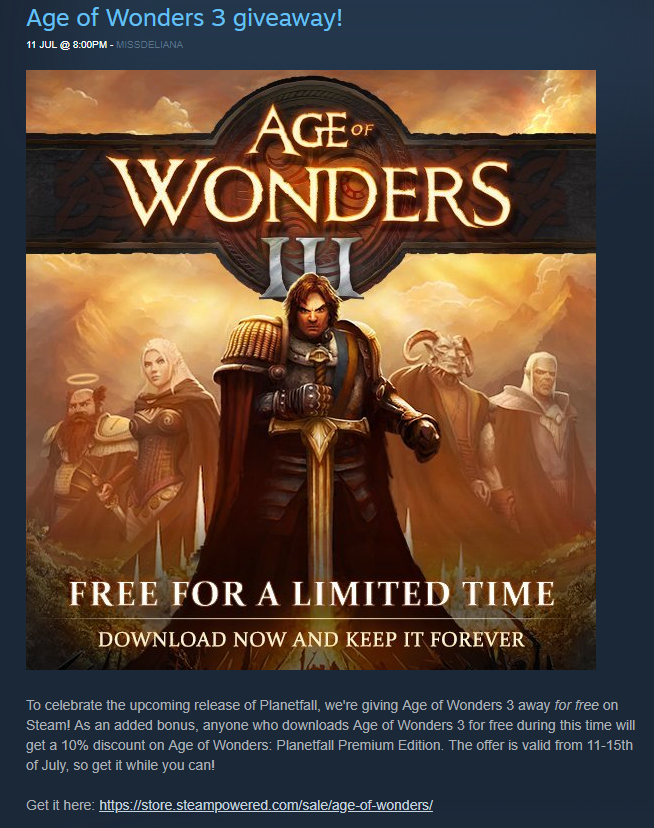 Age of Wonders 3 giveaway!
11 JUL @ 8:00PM - MISSDELIANA
AGE OF
WONDERS
III
FREE FOR A LIMITED TIME
DOWNLOAD NOW AND KEEP IT FOREVER
To celebrate the upcoming release of Planetfall, we're giving Age of Wonders 3 away for free on
Steam! As an added bonus, anyone who downloads Age of Wonders 3 for free during this time will
get a 10% discount on Age of Wonders: Planetfall Premium Edition. The offer is valid from 11-15th
of July, so get it while you can!
Get it here: https://store.steampowered.com/sale/age-of-wonders/